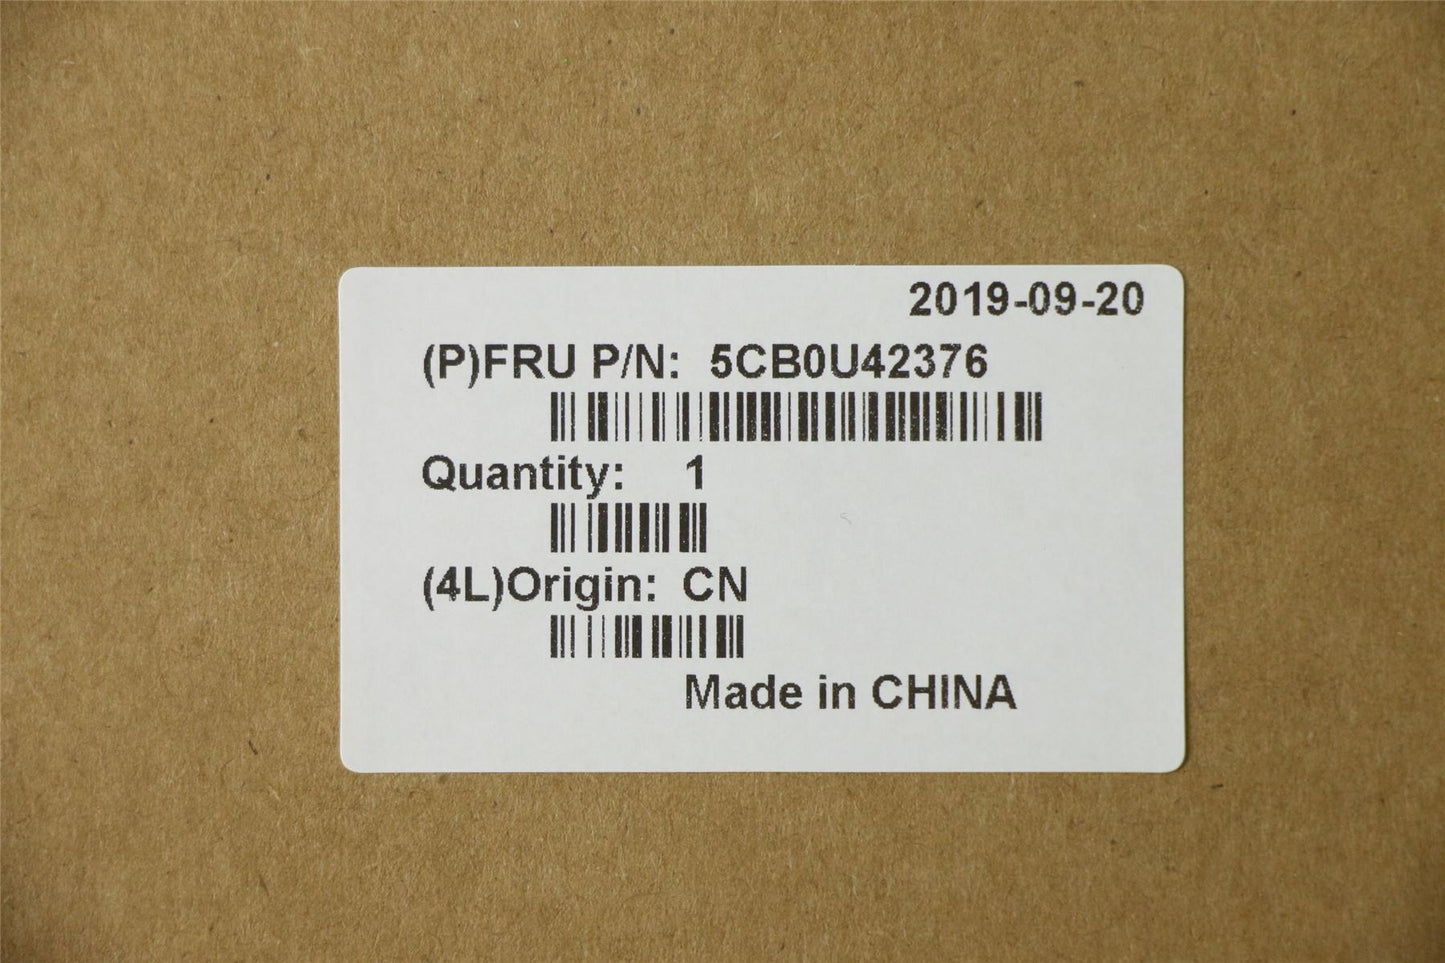 2019-09-20
(P)FRU P/N: 5CB0U42376
Quantity: 1
(4L)Origin: CN
Made in CHINA